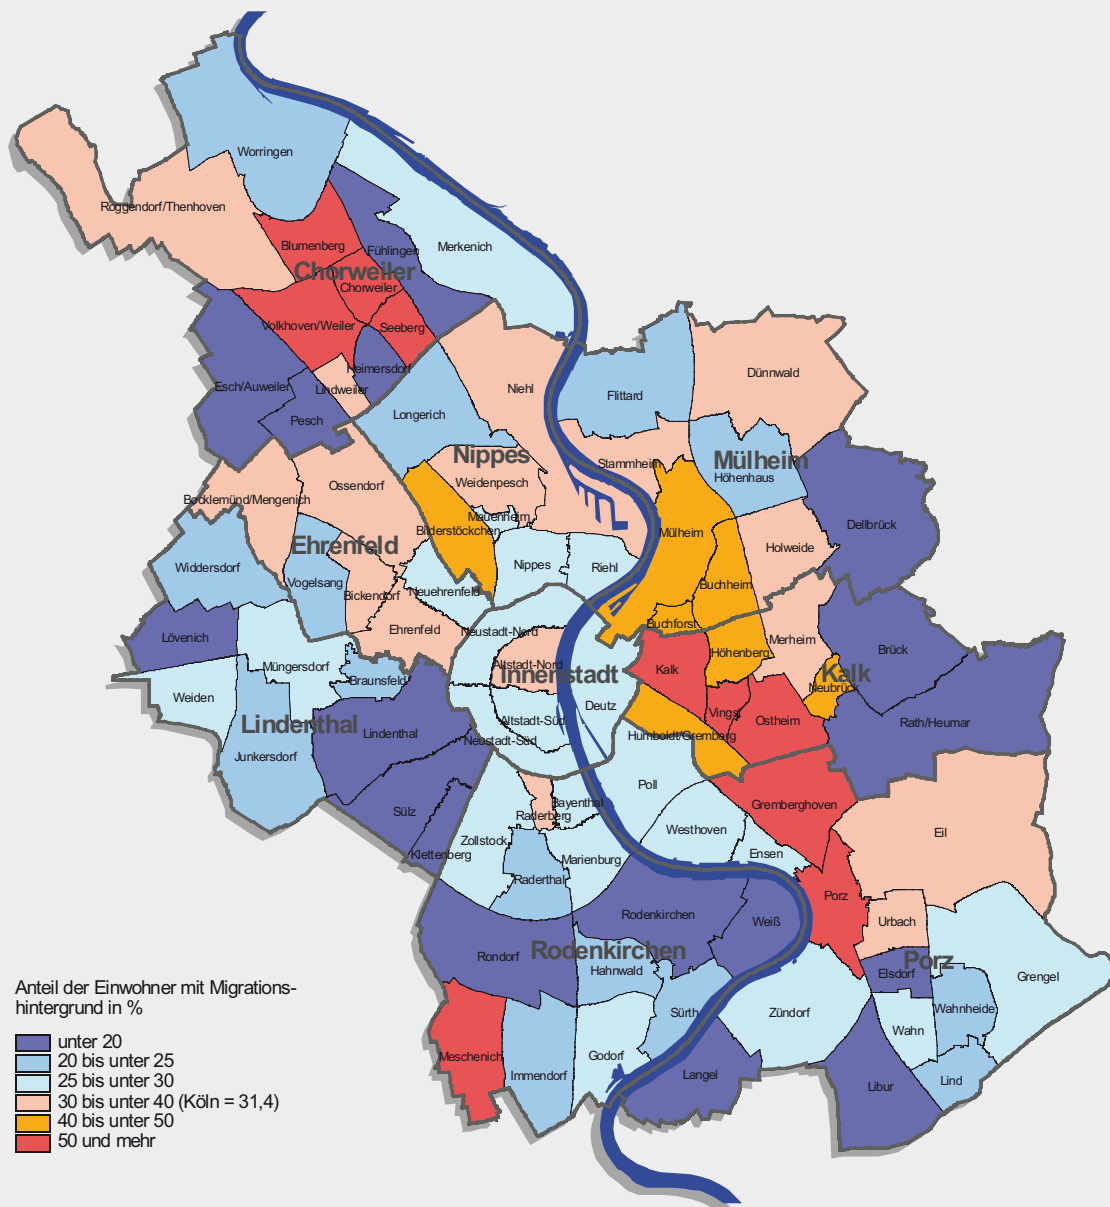 Worringen
Roggendorf/Thenhoven
Blumenberg
Fühlingen
Merkenich
Chorweiler
Chorweiler
Volkhoven/Weiler
Seeberg
Heimersdorf
Esch/Auweiler
Lindweiler
Pesch
Niehl
Longerich
Flittard
Dünnwald
Nippes
Mülheim
Stammheim
Höhenhaus
Weidenpesch
Ossendorf
Bocklemünd/Mengenich
Mauenheim
Bilderstöckchen
Dellbrück
Mülheim
Ehrenfeld
Holweide
Widdersdorf
Vogelsang
Nippes
Riehl
Buchheim
Bickendorf
Neuehrenfeld
Buchforst
Ehrenfeld
Neustadt-Nord
Lövenich
Merheim
Brück
Höhenberg
Müngersdorf
Altstadt-Nord
Innenstadt
Kalk
Kalk
Braunsfeld
Neubrück
Weiden
Deutz
Vingst
Ostheim
Rath/Heumar
Lindenthal
Lindenthal
Altstadt-Süd
Neustadt-Süd
Humboldt/Gremberg
Junkersdorf
Poll
Gremberghoven
Bayenthal
Raderberg
Sülz
Westhoven
Eil
Zollstock
Klettenberg
Marienburg
Ensen
Raderthal
Porz
Rodenkirchen
Weiß
Urbach
Rodenkirchen
Rondorf
Porz
Hahnwald
Elsdorf
Grengel
Sürth
Zündorf
Wahnheide
Wahn
Meschenich
Godorf
Immendorf
Langel
Libur
Lind
Anteil der Einwohner mit Migrations-
hintergrund in %
unter 20
20 bis unter 25
25 bis unter 30
30 bis unter 40 (Köln = 31,4)
40 bis unter 50
50 und mehr